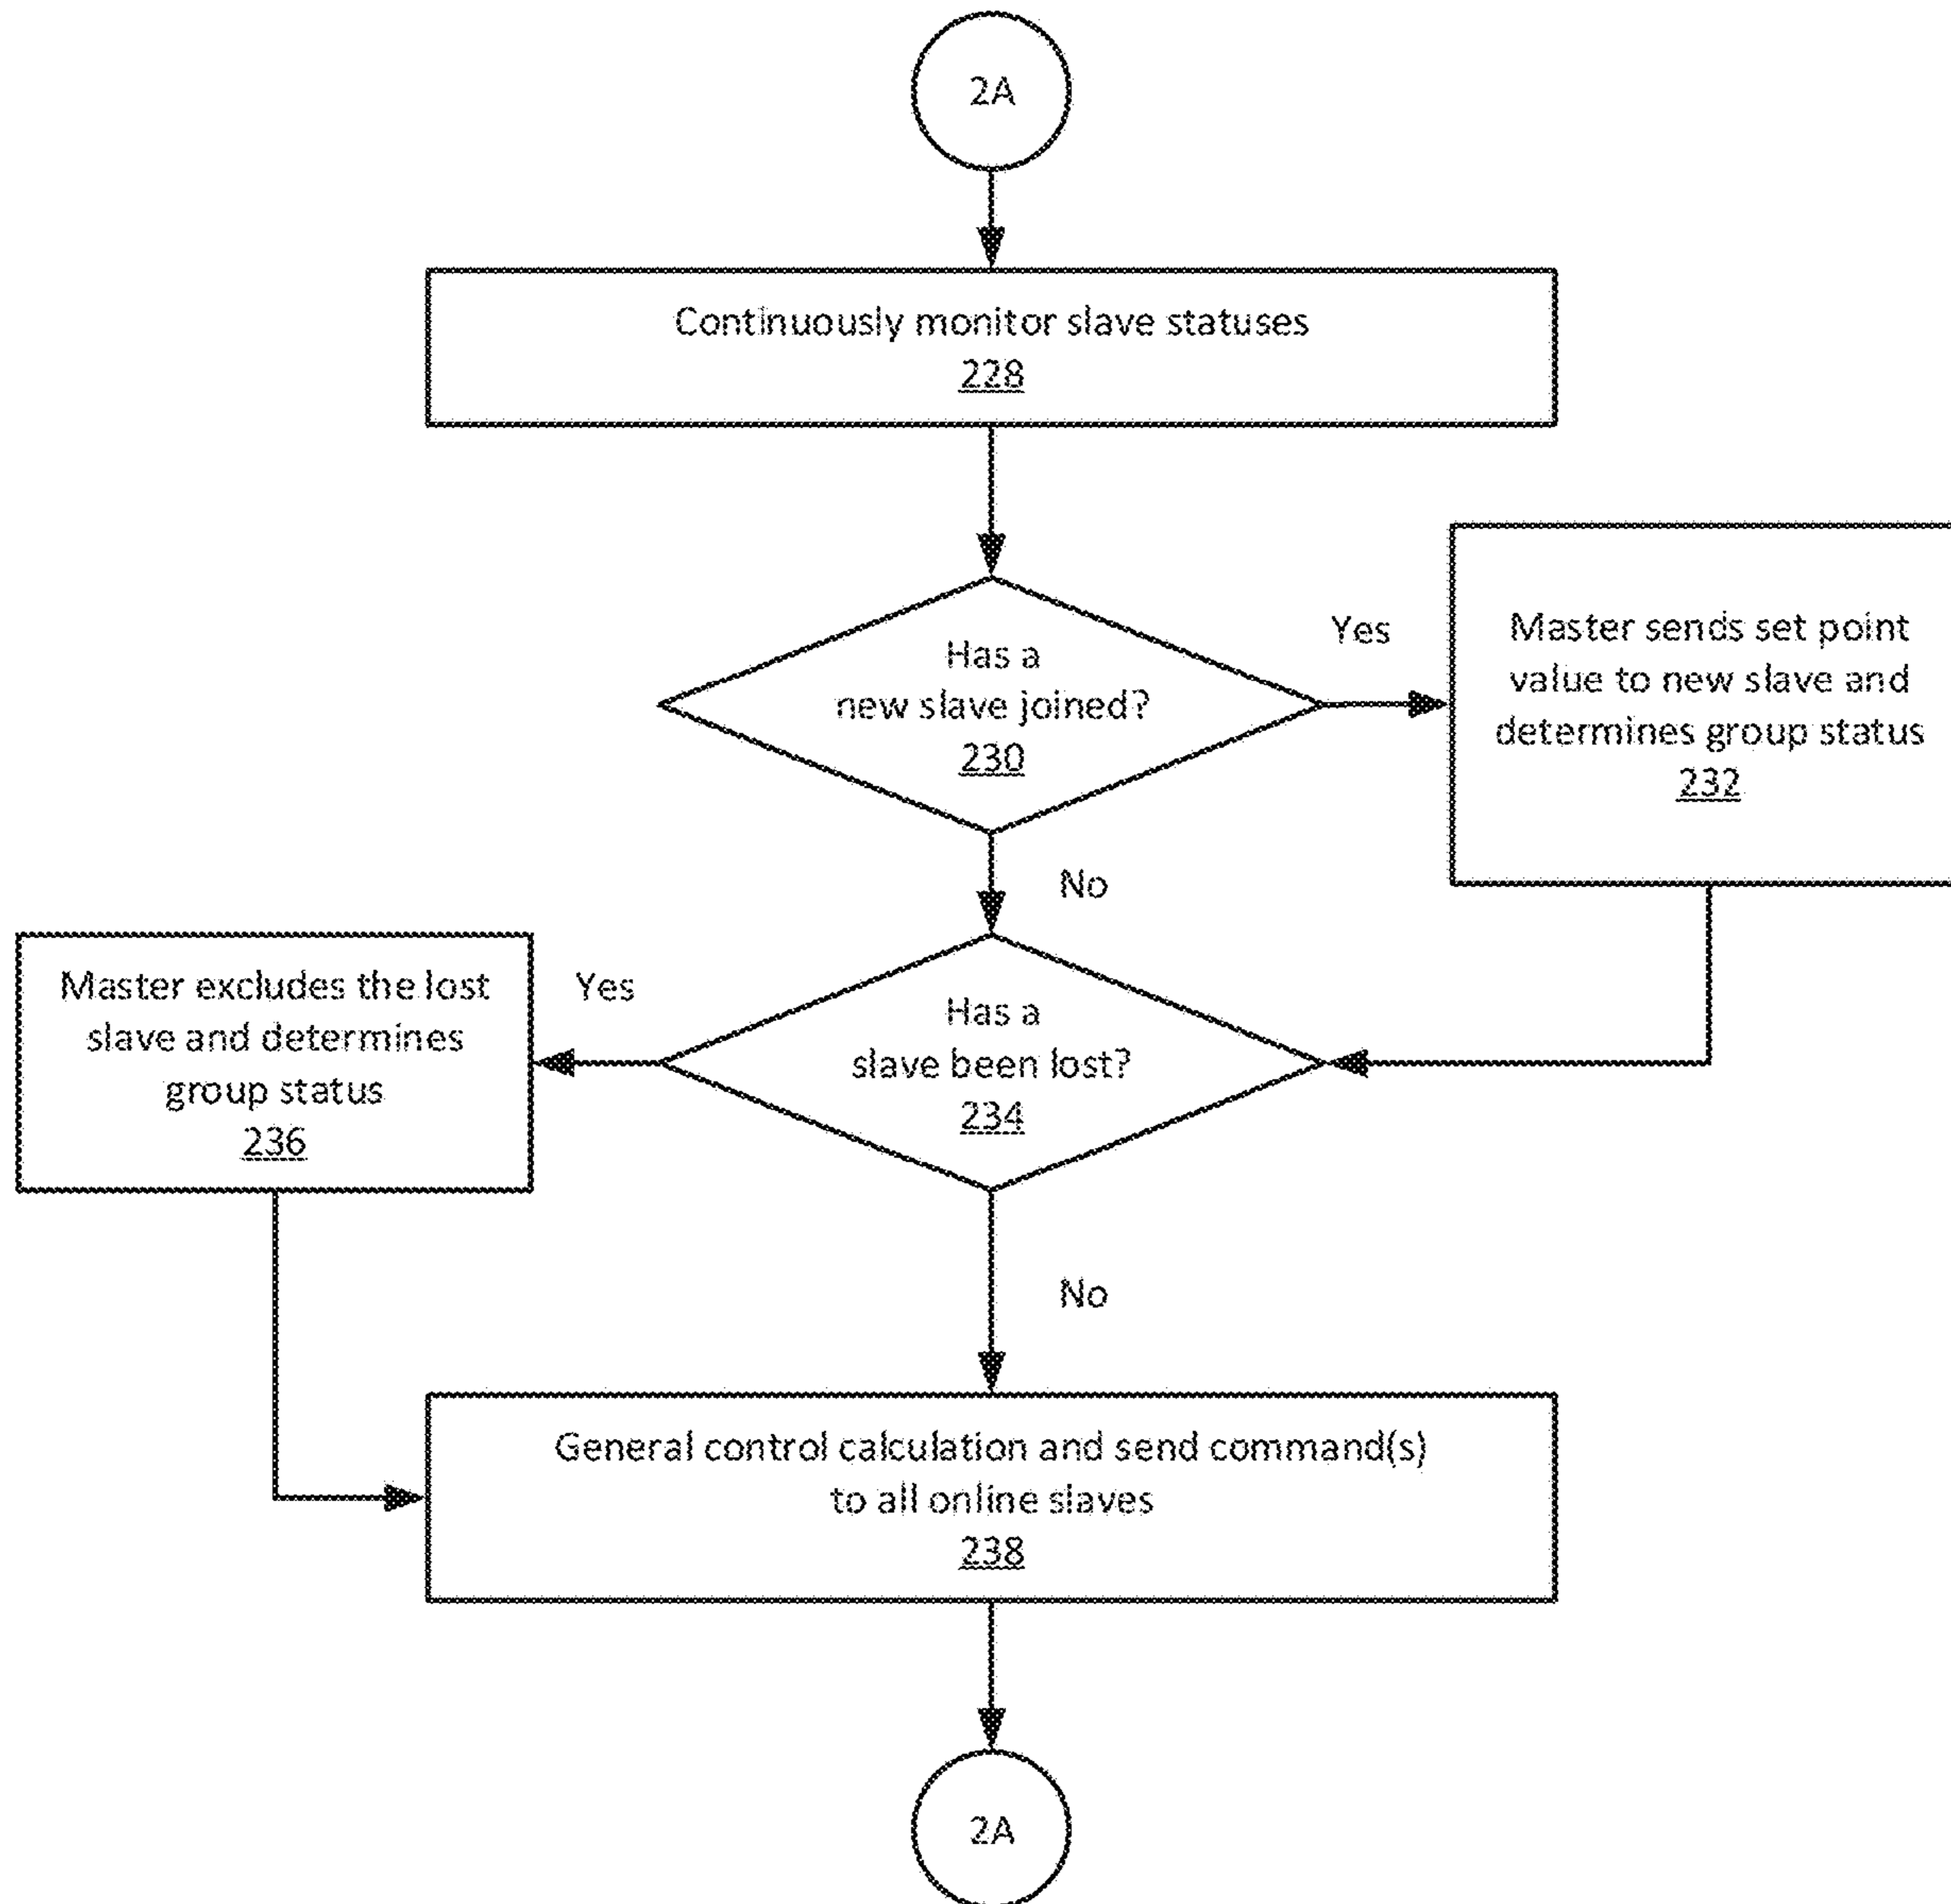 2A
Continuously monitor slave statuses
228
Has a
new slave joined?
230
Yes
Master sends set point
value to new slave and
determines group status
232
No
Master excludes the lost
slave and determines
group status
236
Yes
Has a
slave been lost?
234
No
General control calculation and send command(s)
to all online slaves
238
2A